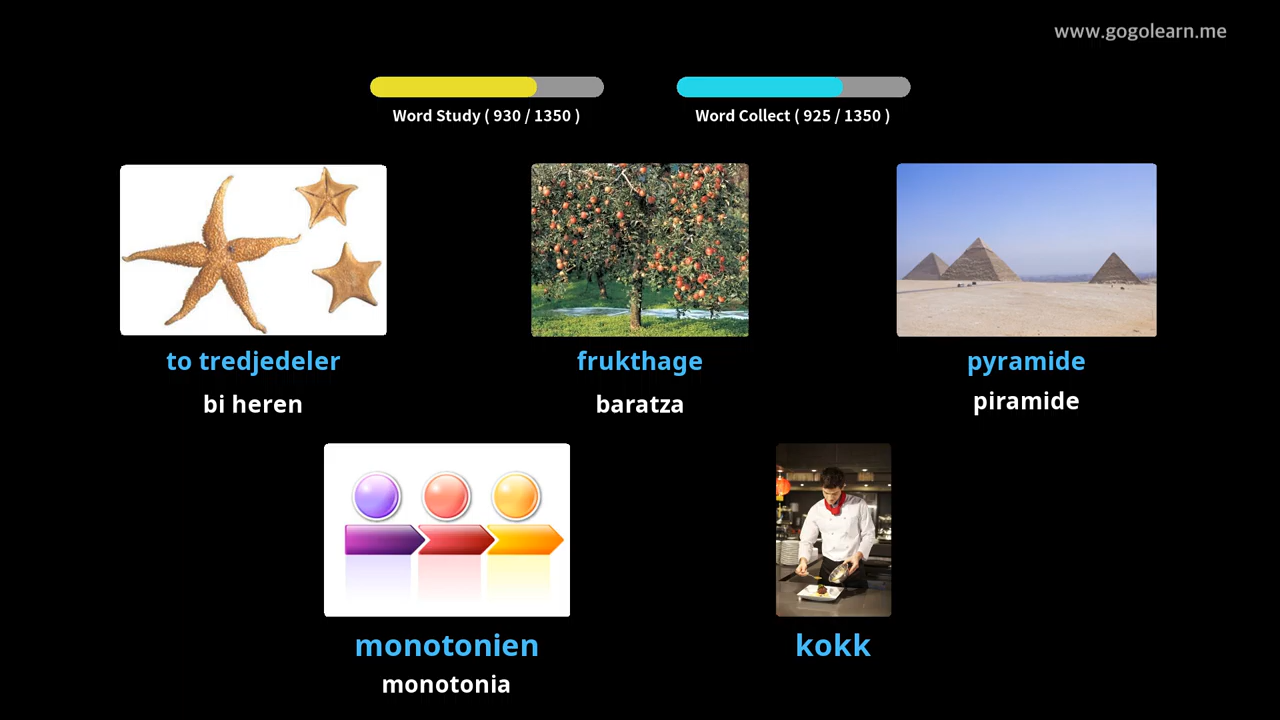 www.gogolearn.me
Word Study ( 930 / 1350 )
Word Collect ( 925 / 1350 )
to tredjedeler
bi heren
frukthage
baratza
pyramide
piramide
monotonien
monotonia
kokk